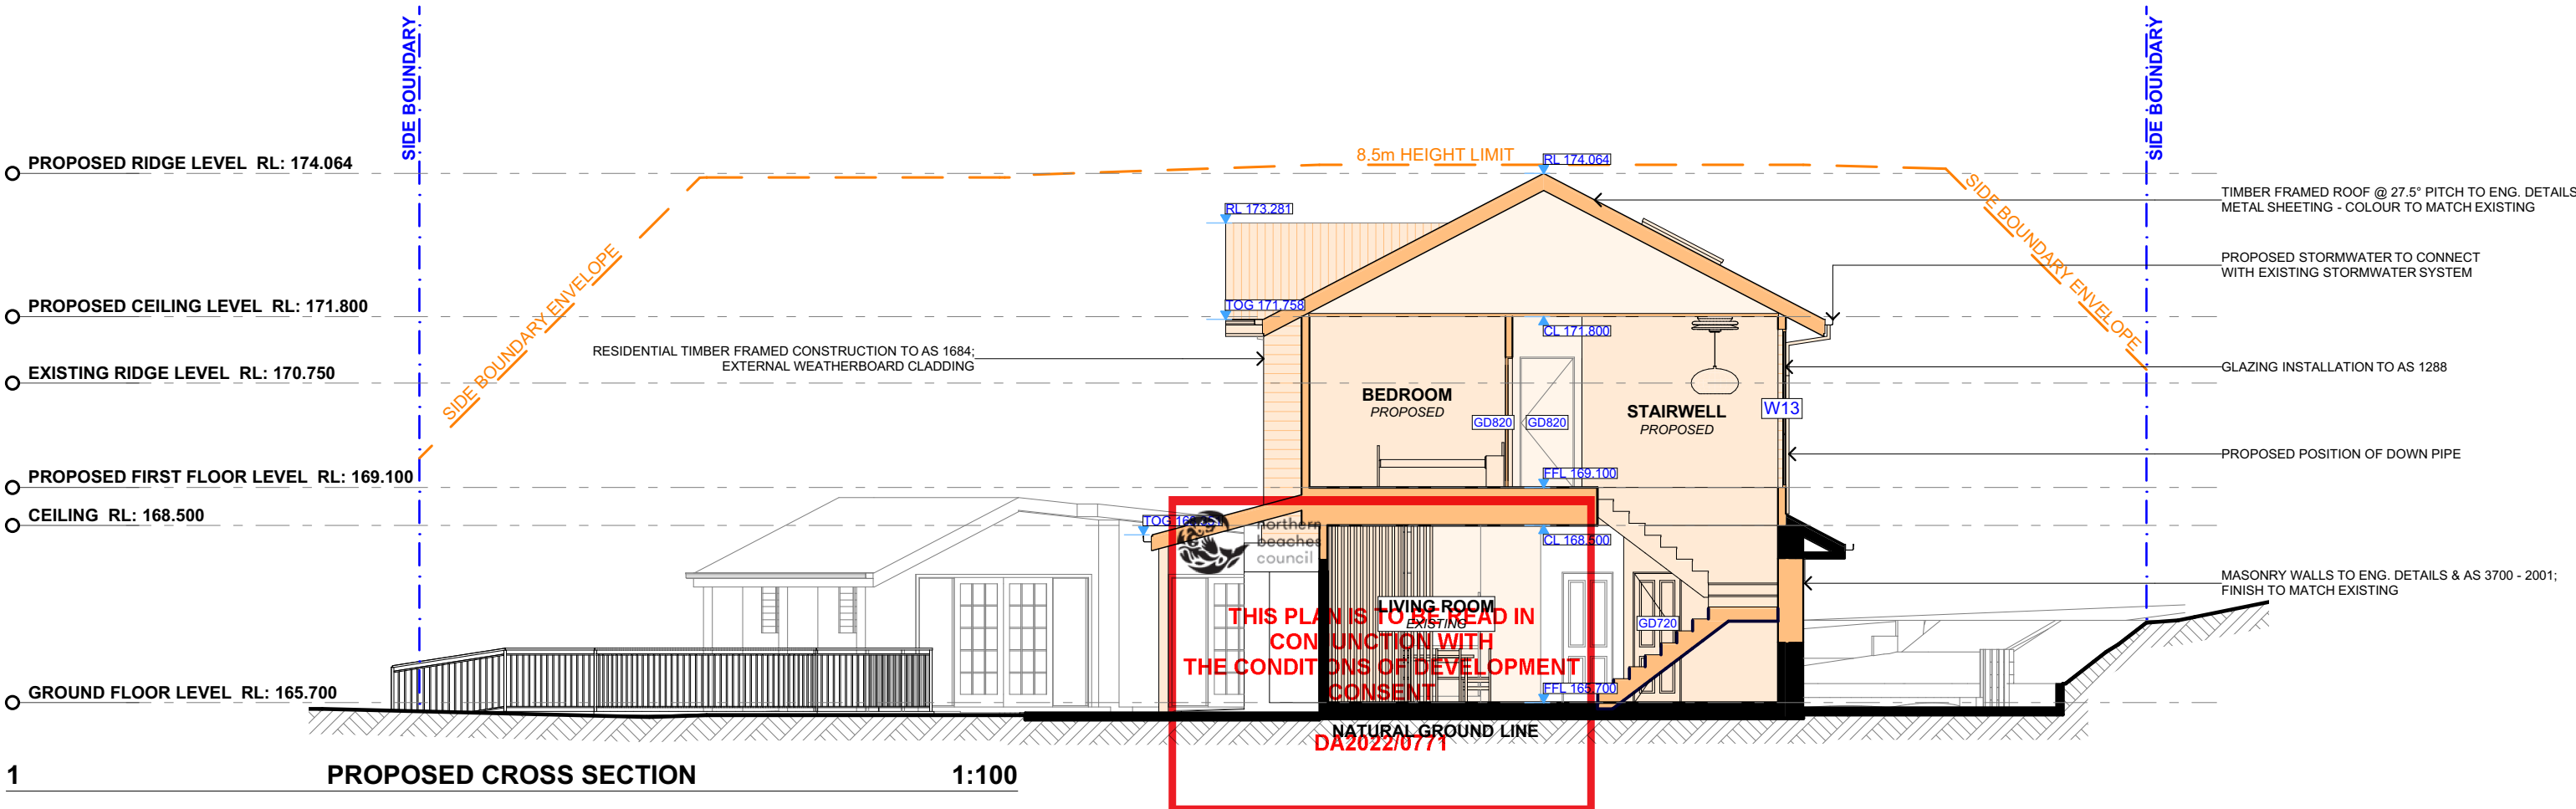 SIDE BOUNDARY
SIDE BOUNDARY
PROPOSED RIDGE LEVEL RL: 174.064
8.5m HEIGHT LIMIT
RL 174.064
RL 173.281
TIMBER FRAMED ROOF @ 27.5° PITCH TO ENG. DETAILS
METAL SHEETING - COLOUR TO MATCH EXISTING
SIDE BOUNDARY ENVELOPE
SIDE BOUNDARY ENVELOPE
PROPOSED STORMWATER TO CONNECT
WITH EXISTING STORMWATER SYSTEM
PROPOSED CEILING LEVEL RL: 171.800
TOG 171.758
CL 171.800
RESIDENTIAL TIMBER FRAMED CONSTRUCTION TO AS 1684;
EXTERNAL WEATHERBOARD CLADDING
EXISTING RIDGE LEVEL RL: 170.750
GLAZING INSTALLATION TO AS 1288
BEDROOM
PROPOSED
STAIRWELL
PROPOSED
W13
GD820
GD820
PROPOSED POSITION OF DOWN PIPE
PROPOSED FIRST FLOOR LEVEL RL: 169.100
FFL 169.100
CEILING RL: 168.500
TOG
northern
beaches
council
CL 168.500
MASONRY WALLS TO ENG. DETAILS & AS 3700 - 2001;
FINISH TO MATCH EXISTING
LIVING ROOM
EXISTING
GD720
THIS PLAN IS TO BE READ IN
CONJUNCTION WITH
THE CONDITIONS OF DEVELOPMENT
CONSENT
GROUND FLOOR LEVEL RL: 165.700
FFL 165.700
NATURAL GROUND LINE
DA2022/0771
1 PROPOSED CROSS SECTION 1:100